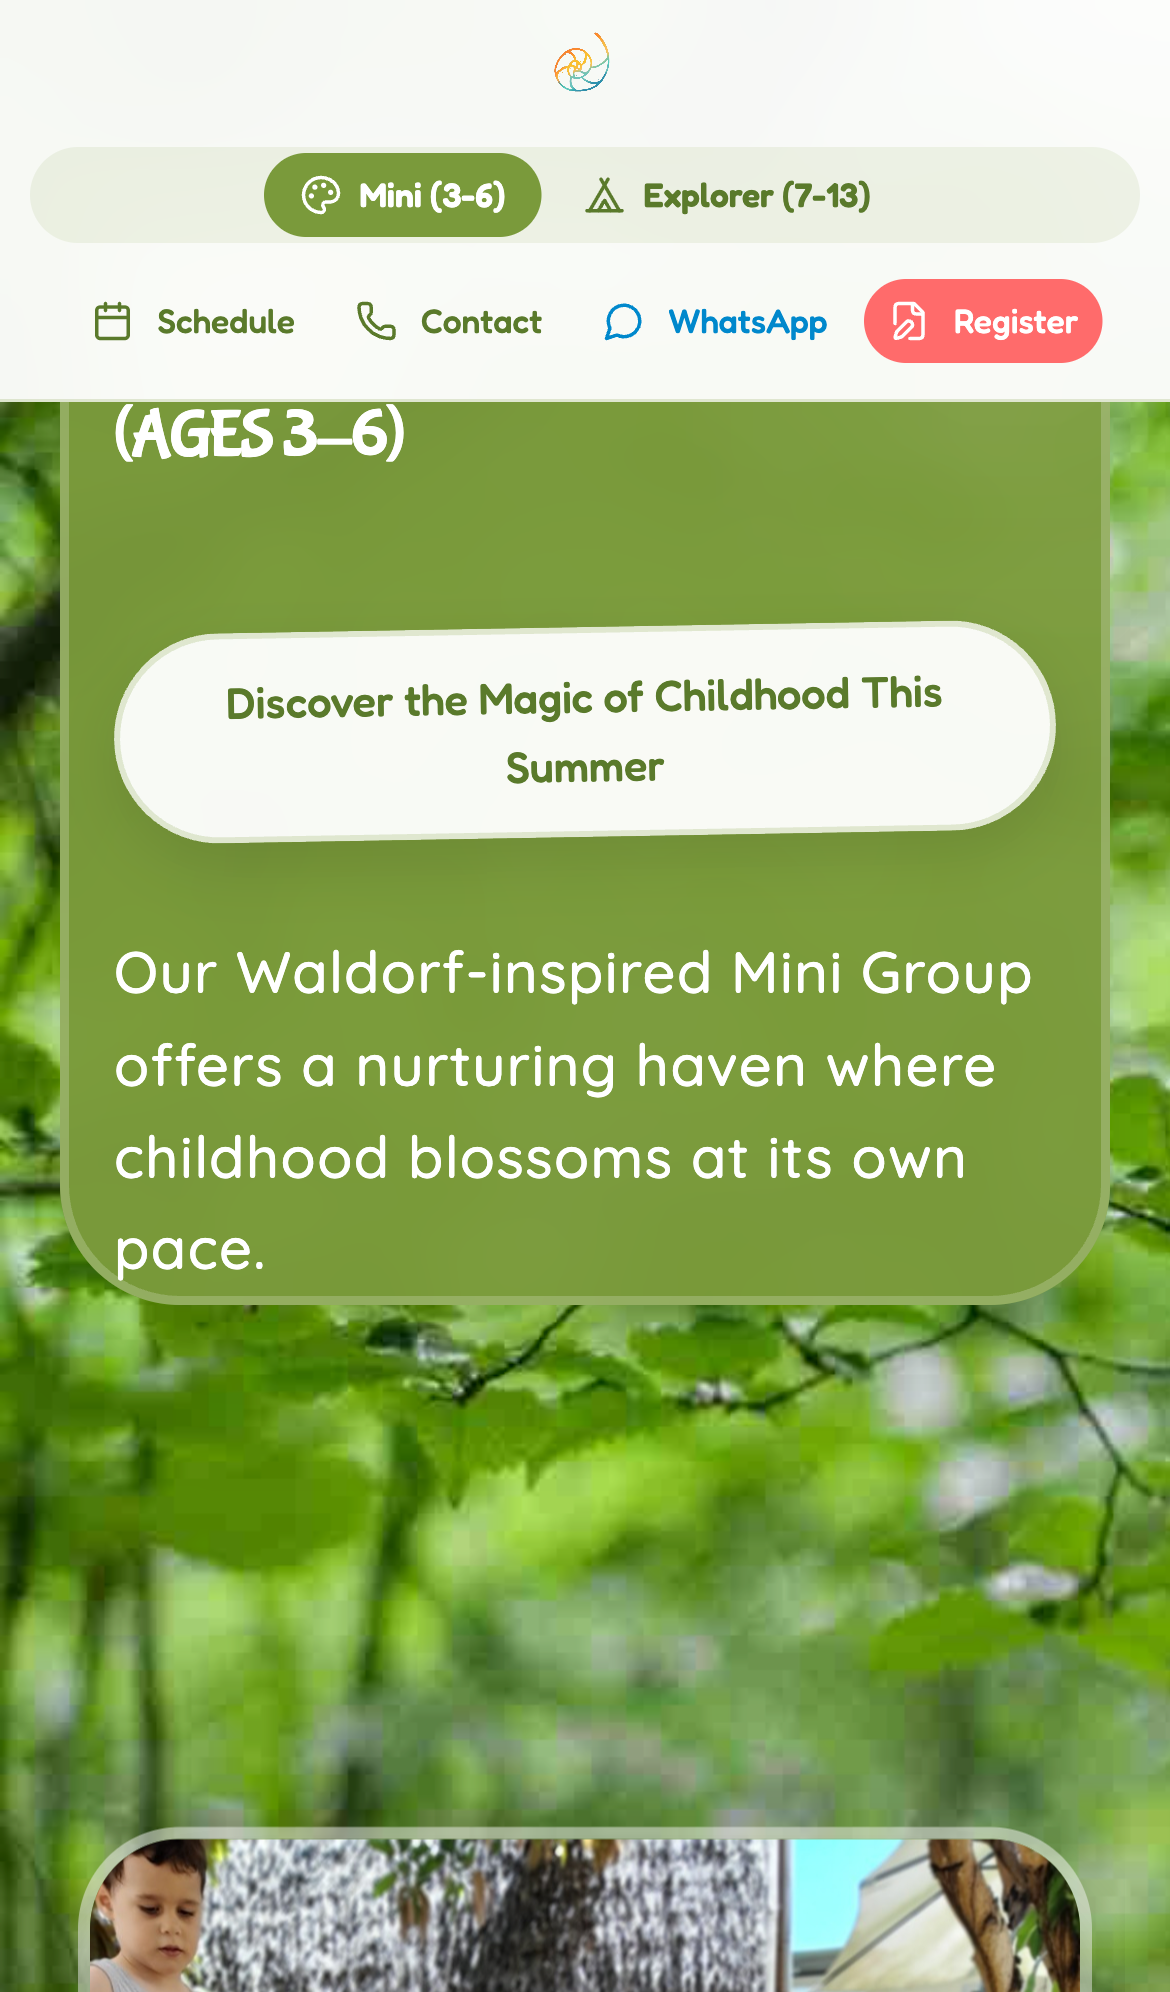 Mini (3-6)
Explorer (7-13)
Schedule
Contact
WhatsApp
Register
(AGES 3–6)
Discover the Magic of Childhood This
Summer
Our Waldorf-inspired Mini Group
offers a nurturing haven where
childhood blossoms at its own
pace.